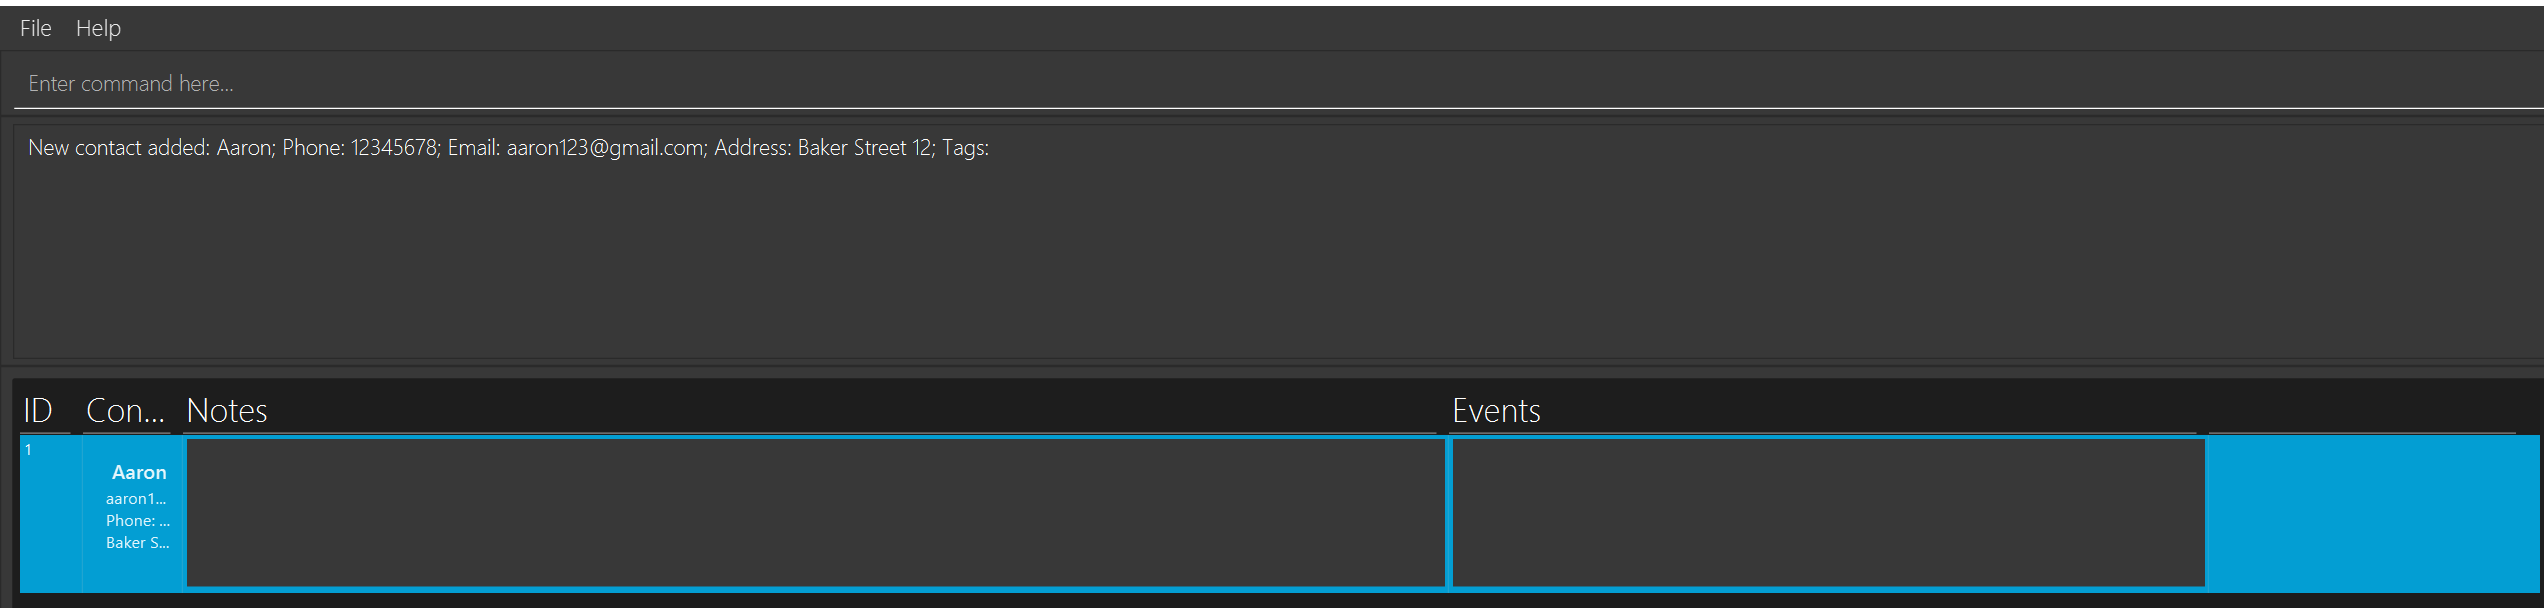 File Help
Enter command here...
New contact added: Aaron; Phone: 12345678; Email: aaron123@gmail.com; Address: Baker Street 12; Tags:
ID Con... Notes Events
1
Aaron
aaron1...
Phone: ...
Baker S...